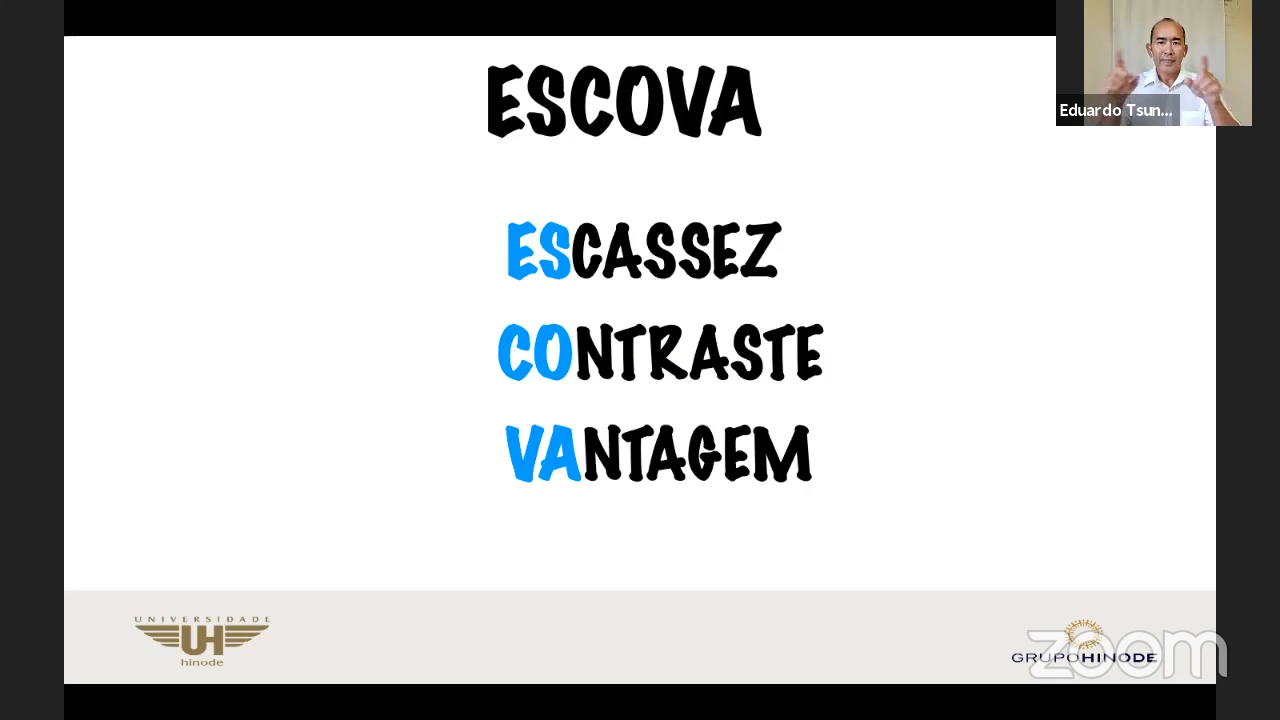 ESCOVA
Eduardo Tsun...
ESCASSEZ
CONTRASTE
VANTAGEM
UNIVERSIDADE
UH
hinode
GRUPOHINODE
zoom